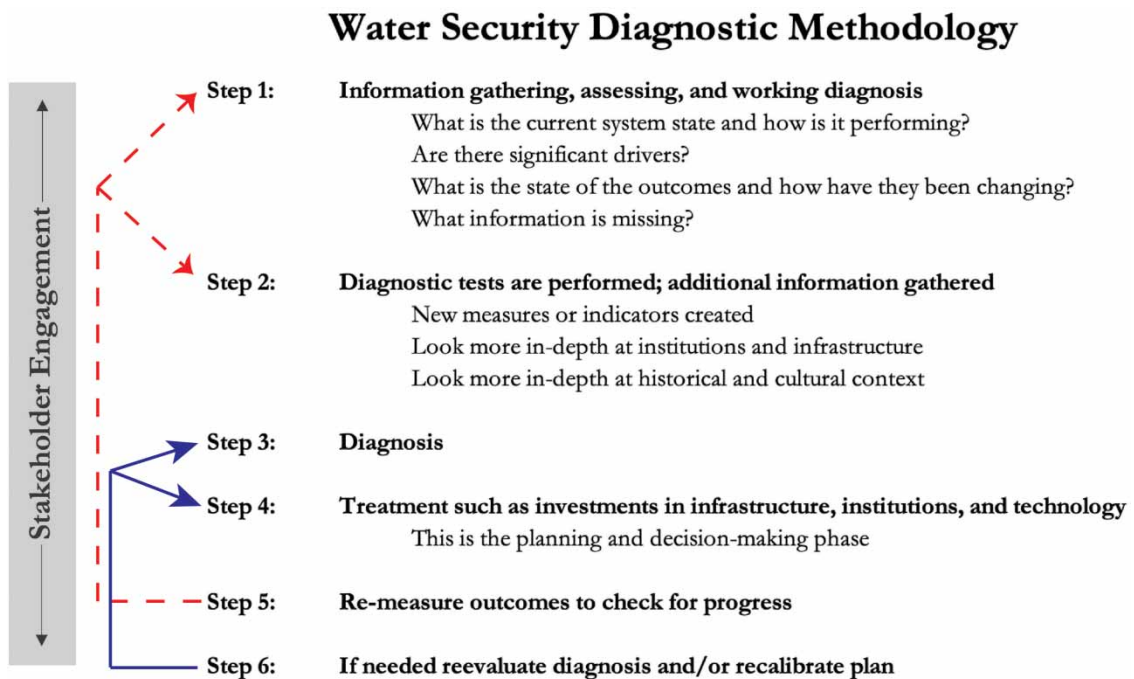 Water Security Diagnostic Methodology
Stakeholder Engagement
Step 1: Information gathering, assessing, and working diagnosis
What is the current system state and how is it performing?
Are there significant drivers?
What is the state of the outcomes and how have they been changing?
What information is missing?
Step 2: Diagnostic tests are performed; additional information gathered
New measures or indicators created
Look more in-depth at institutions and infrastructure
Look more in-depth at historical and cultural context
Step 3: Diagnosis
Step 4: Treatment such as investments in infrastructure, institutions, and technology
This is the planning and decision-making phase
Step 5: Re-measure outcomes to check for progress
Step 6: If needed reevaluate diagnosis and/or recalibrate plan